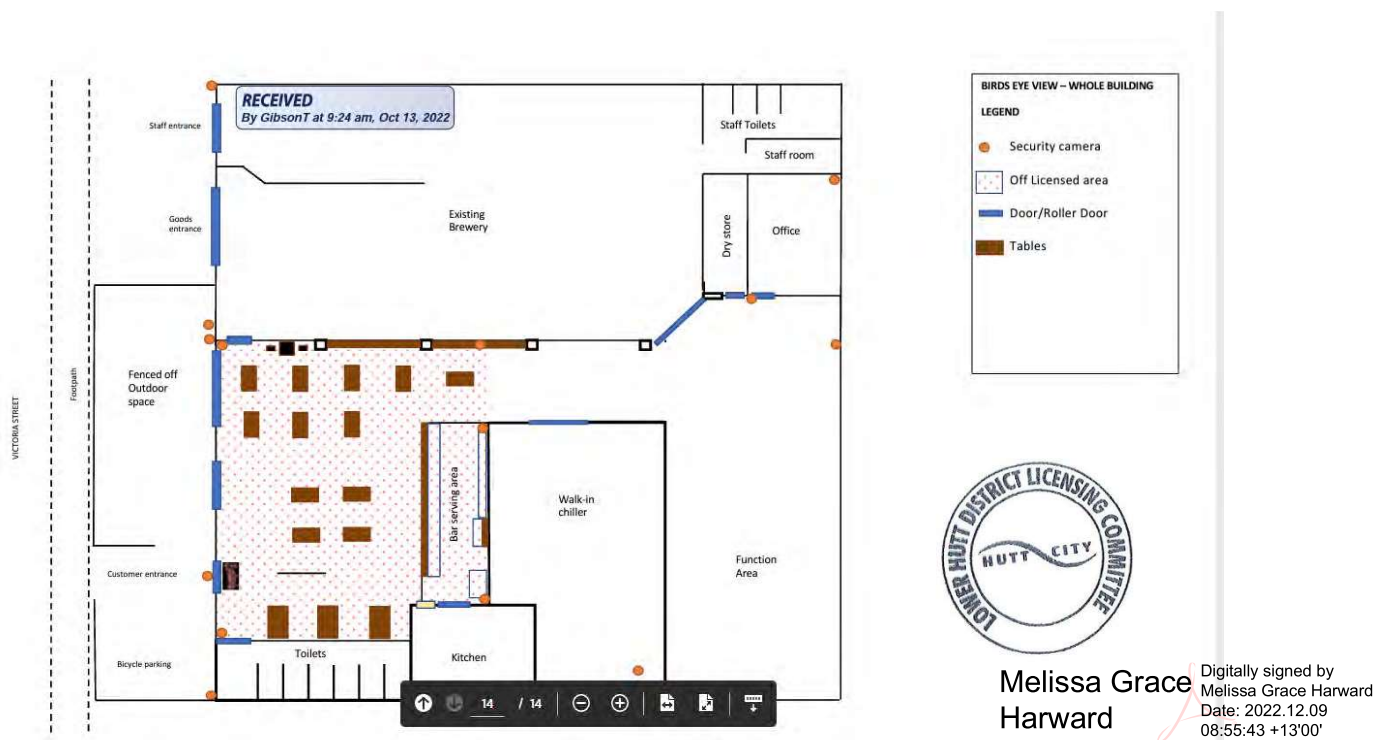 RECEIVED
By GibsonT at 9:24 am, Oct 13, 2022
Staff entrance
Goods
entrance
Existing
Brewery
Staff Toilets
Staff room
Dry store
Office
VICTORIA STREET
Footpath
Fenced off
Outdoor
space
Bar serving area
Walk-in
chiller
Function
Area
Customer entrance
Bicycle parking
Toilets
Kitchen
14 / 14
BIRDS EYE VIEW – WHOLE BUILDING
LEGEND
Security camera
Off Licensed area
Door/Roller Door
Tables
LOWER HUTT DISTRICT LICENSING COMMITTEE
HUTT CITY
Melissa Grace
Harward
Digitally signed by
Melissa Grace Harward
Date: 2022.12.09
08:55:43 +13'00'